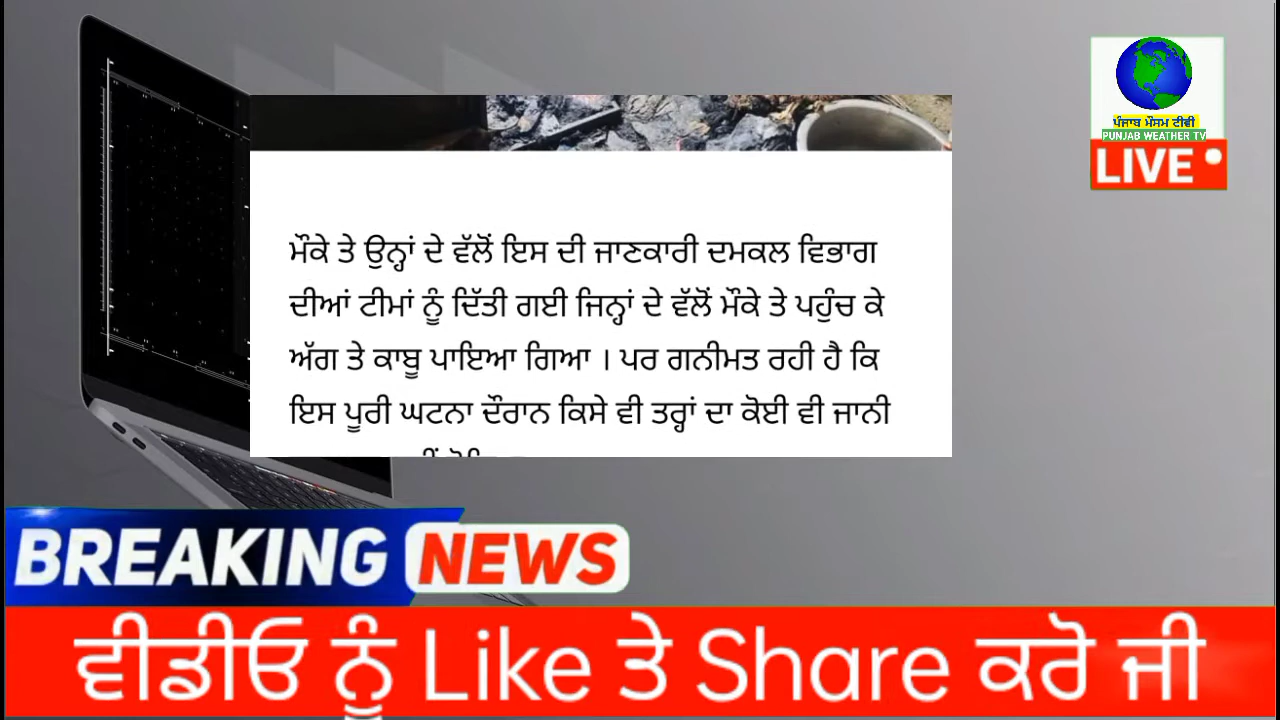 ਪੰਜਾਬ ਮੌਸਮ ਟੀਵੀ
PUNJAB WEATHER TV
LIVE
ਮੌਕੇ ਤੇ ਉਨ੍ਹਾਂ ਦੇ ਵੱਲੋਂ ਇਸ ਦੀ ਜਾਣਕਾਰੀ ਦਮਕਲ ਵਿਭਾਗ
ਦੀਆਂ ਟੀਮਾਂ ਨੂੰ ਦਿੱਤੀ ਗਈ ਜਿਨ੍ਹਾਂ ਦੇ ਵੱਲੋਂ ਮੌਕੇ ਤੇ ਪਹੁੰਚ ਕੇ
ਅੱਗ ਤੇ ਕਾਬੂ ਪਾਇਆ ਗਿਆ । ਪਰ ਗਨੀਮਤ ਰਹੀ ਹੈ ਕਿ
ਇਸ ਪੂਰੀ ਘਟਨਾ ਦੌਰਾਨ ਕਿਸੇ ਵੀ ਤਰ੍ਹਾਂ ਦਾ ਕੋਈ ਵੀ ਜਾਨੀ
BREAKING NEWS
ਵੀਡੀਓ ਨੂੰ Like ਤੇ Share ਕਰੋ ਜੀ